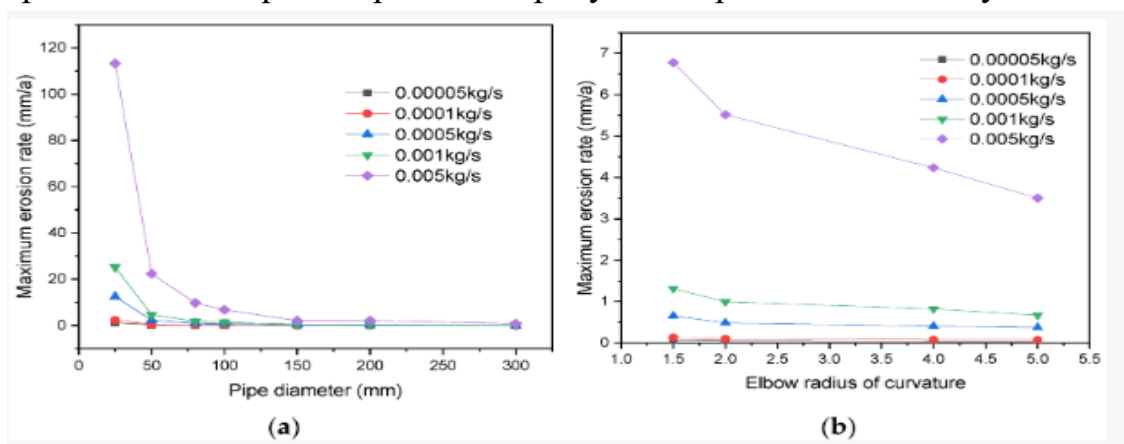 120
100
80
60
40
20
0
Maximum erosion rate (mm/a)
0.00005kg/s
0.0001kg/s
0.0005kg/s
0.001kg/s
0.005kg/s
0 50 100 150 200 250 300
Pipe diameter (mm)
(a)
7
6
5
4
3
2
1
0
Maximum erosion rate (mm/a)
0.00005kg/s
0.0001kg/s
0.0005kg/s
0.001kg/s
0.005kg/s
1.0 1.5 2.0 2.5 3.0 3.5 4.0 4.5 5.0 5.5
Elbow radius of curvature
(b)